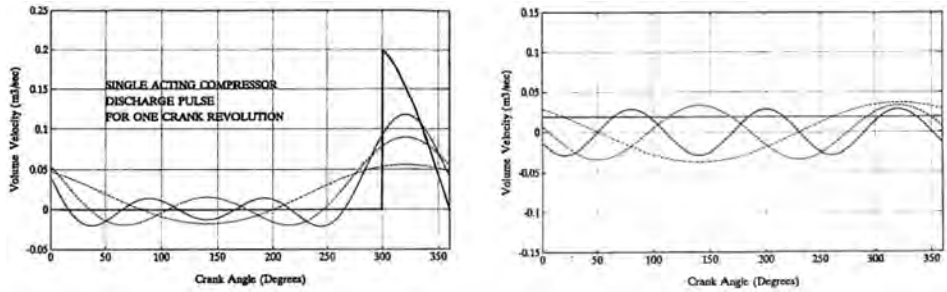 0.25
0.2
0.15
0.1
0.05
0
-0.05
Volume Velocity (m3/sec)
SINGLE ACTING COMPRESSOR
DISCHARGE PULSE
FOR ONE CRANK REVOLUTION
0 50 100 150 200 250 300 350
Crank Angle (Degrees)
0.15
0.1
0.05
0
-0.05
-0.1
-0.15
Volume Velocity (m3/sec)
0 50 100 150 200 250 300 350
Crank Angle (Degrees)